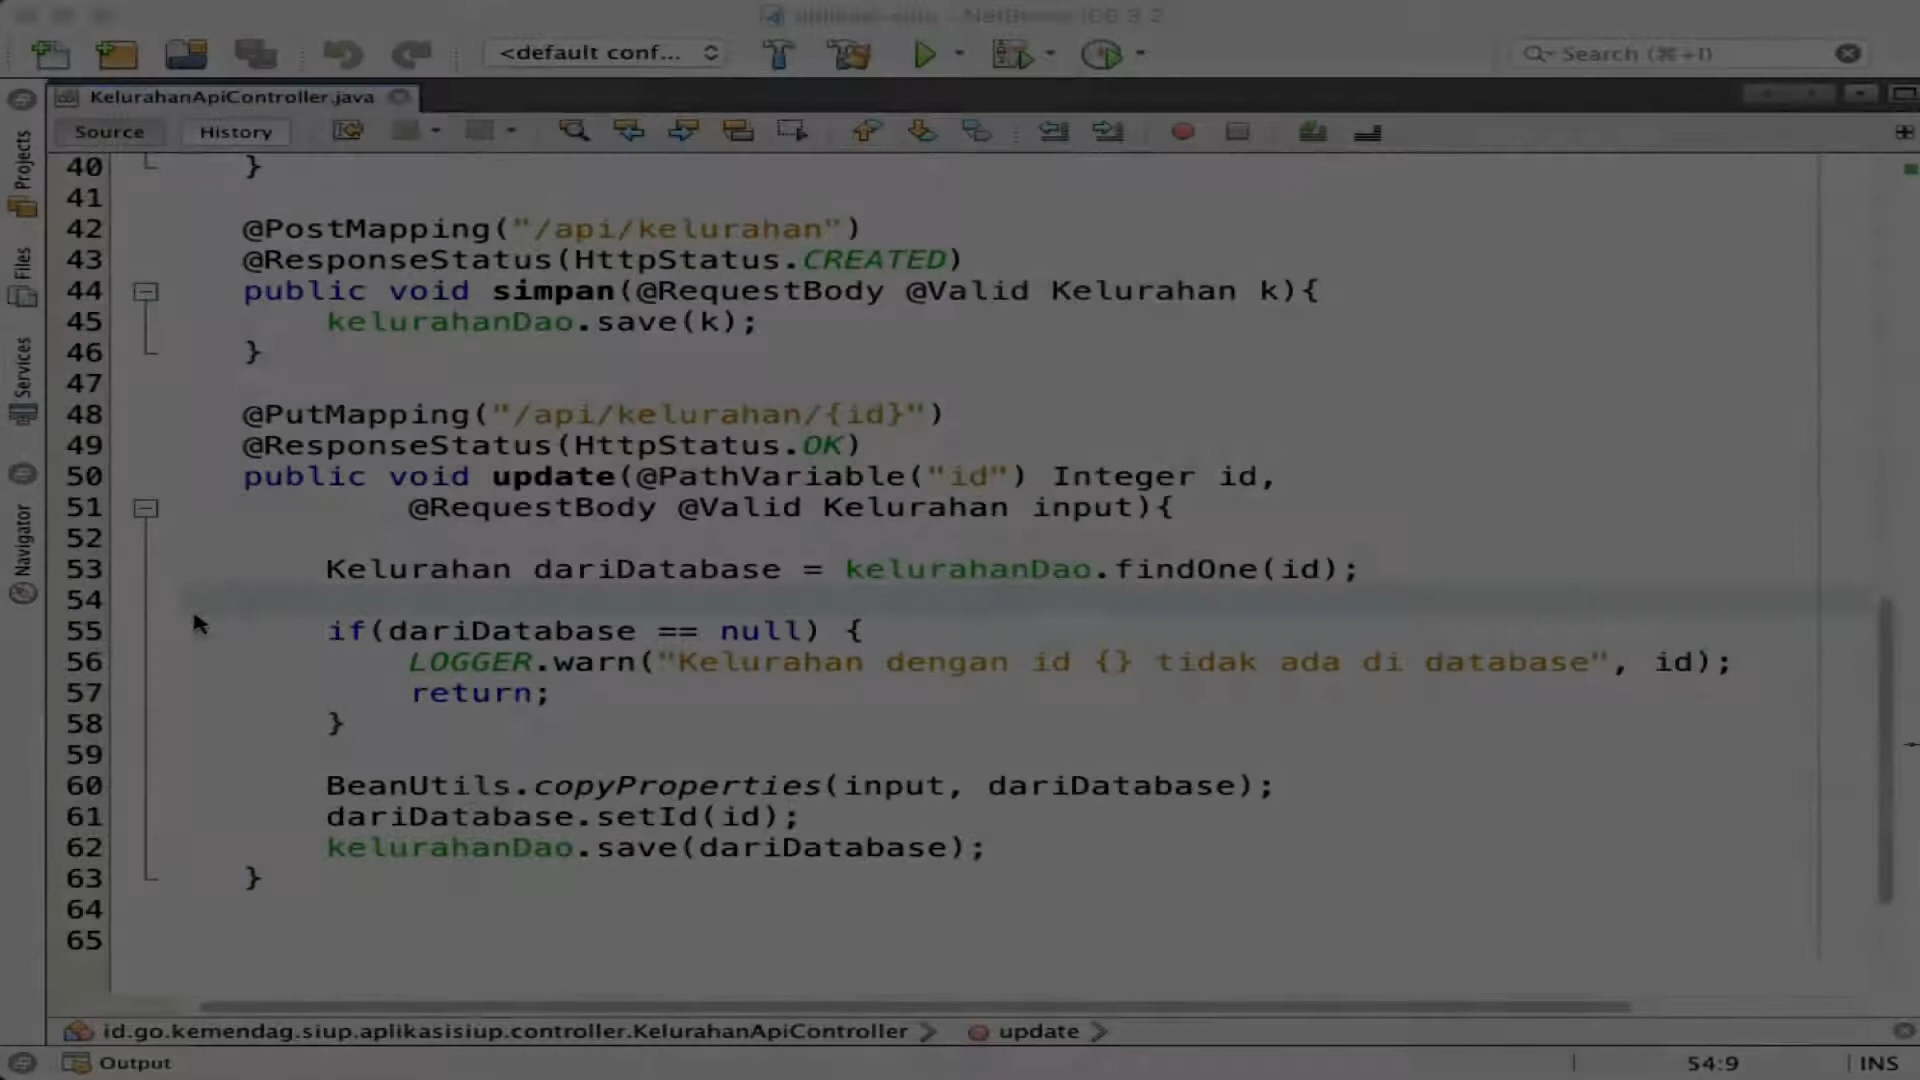 NetBeans IDE 8.2
<default conf...
Search (⌘+I)
KelurahanApiController.java
Source History
Projects
Files
Services
Navigator
40 }
41
42 @PostMapping("/api/kelurahan")
43 @ResponseStatus(HttpStatus.CREATED)
44 public void simpan(@RequestBody @Valid Kelurahan k){
45 kelurahanDao.save(k);
46 }
47
48 @PutMapping("/api/kelurahan/{id}")
49 @ResponseStatus(HttpStatus.OK)
50 public void update(@PathVariable("id") Integer id,
51 @RequestBody @Valid Kelurahan input){
52
53 Kelurahan dariDatabase = kelurahanDao.findOne(id);
54
55 if(dariDatabase == null) {
56 LOGGER.warn("Kelurahan dengan id {} tidak ada di database", id);
57 return;
58 }
59
60 BeanUtils.copyProperties(input, dariDatabase);
61 dariDatabase.setId(id);
62 kelurahanDao.save(dariDatabase);
63 }
64
65
id.go.kemendag.siup.aplikasisiup.controller.KelurahanApiController update
Output
54:9 INS